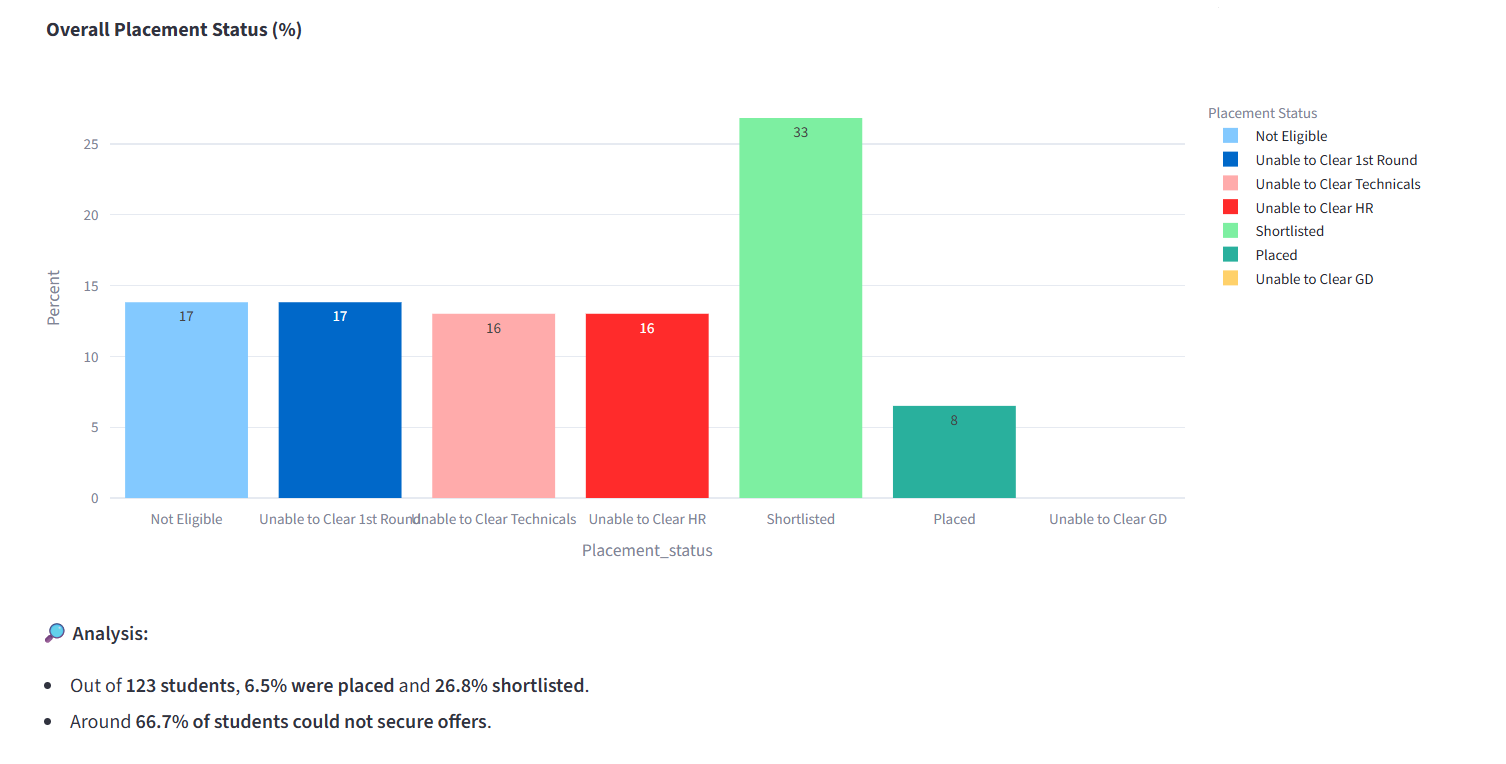 Overall Placement Status (%)
Placement Status
Not Eligible
Unable to Clear 1st Round
Unable to Clear Technicals
Unable to Clear HR
Shortlisted
Placed
Unable to Clear GD
Percent
25
20
15
10
5
0
17
17
16
16
33
8
Not Eligible
Unable to Clear 1st Round
Unable to Clear Technicals
Unable to Clear HR
Shortlisted
Placed
Unable to Clear GD
Placement_status
🔎 Analysis:
• Out of 123 students, 6.5% were placed and 26.8% shortlisted.
• Around 66.7% of students could not secure offers.